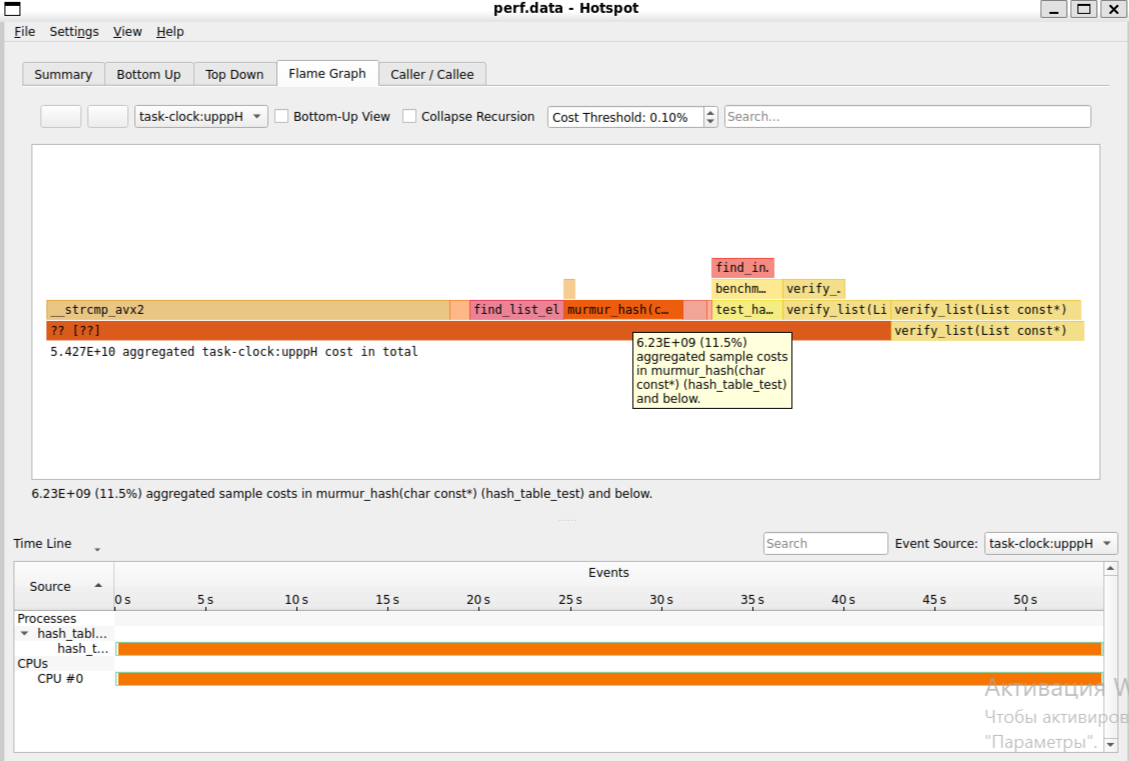 perf.data - Hotspot
File Settings View Help
Summary Bottom Up Top Down Flame Graph Caller / Callee
task-clock:upppH Bottom-Up View Collapse Recursion Cost Threshold: 0.10% Search...
find_in.
benchm… verify_.
__strcmp_avx2 find_list_el murmur_hash(c… test_ha… verify_list(Li verify_list(List const*)
?? [??] verify_list(List const*)
5.427E+10 aggregated task-clock:upppH cost in total
6.23E+09 (11.5%)
aggregated sample costs
in murmur_hash(char
const*) (hash_table_test)
and below.
6.23E+09 (11.5%) aggregated sample costs in murmur_hash(char const*) (hash_table_test) and below.
Time Line Search Event Source: task-clock:upppH
Source Events
0 s 5 s 10 s 15 s 20 s 25 s 30 s 35 s 40 s 45 s 50 s
Processes
hash_tabl...
hash_t...
CPUs
CPU #0
Активация W
Чтобы активиров
"Параметры".